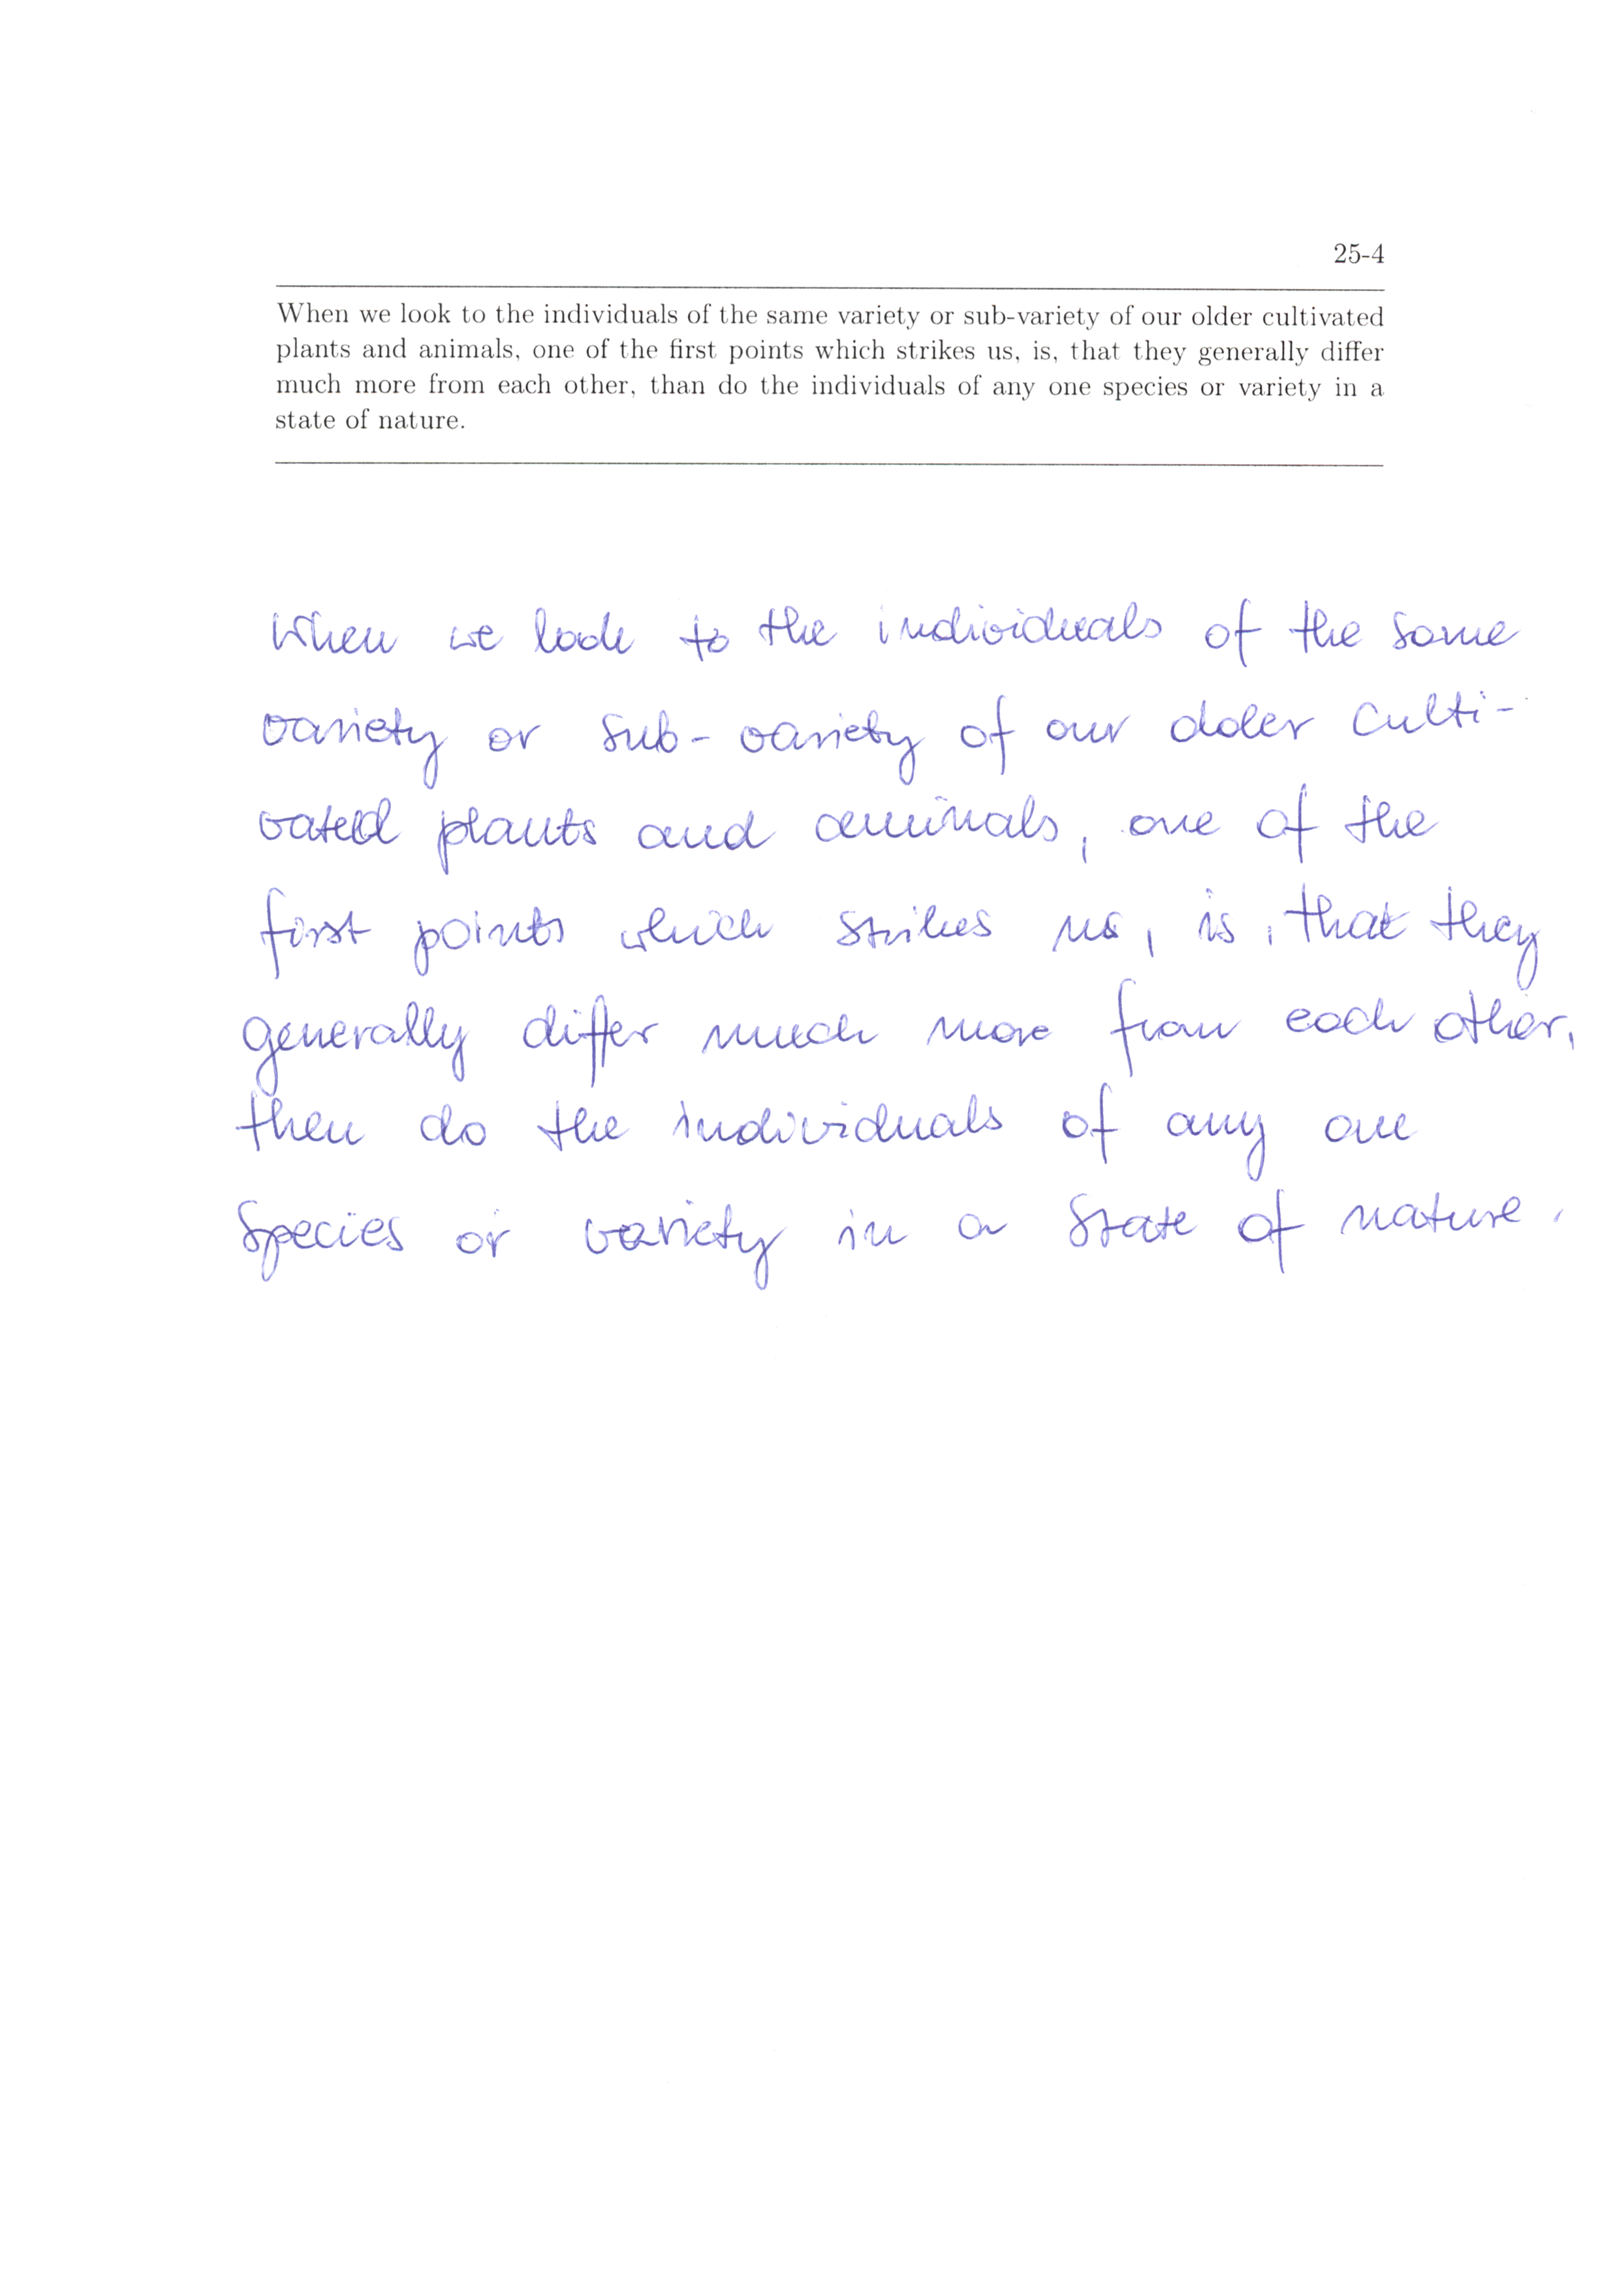 25-4
When we look to the individuals of the same variety or sub-variety of our older cultivated
plants and animals, one of the first points which strikes us, is, that they generally differ
much more from each other, than do the individuals of any one species or variety in a
state of nature.
When we look to the individuals of the same
variety or sub-variety of our older culti-
vated plants and animals, one of the
first points which strikes us, is, that they
generally differ much more from each other,
then do the individuals of any one
species or variety in a state of nature.